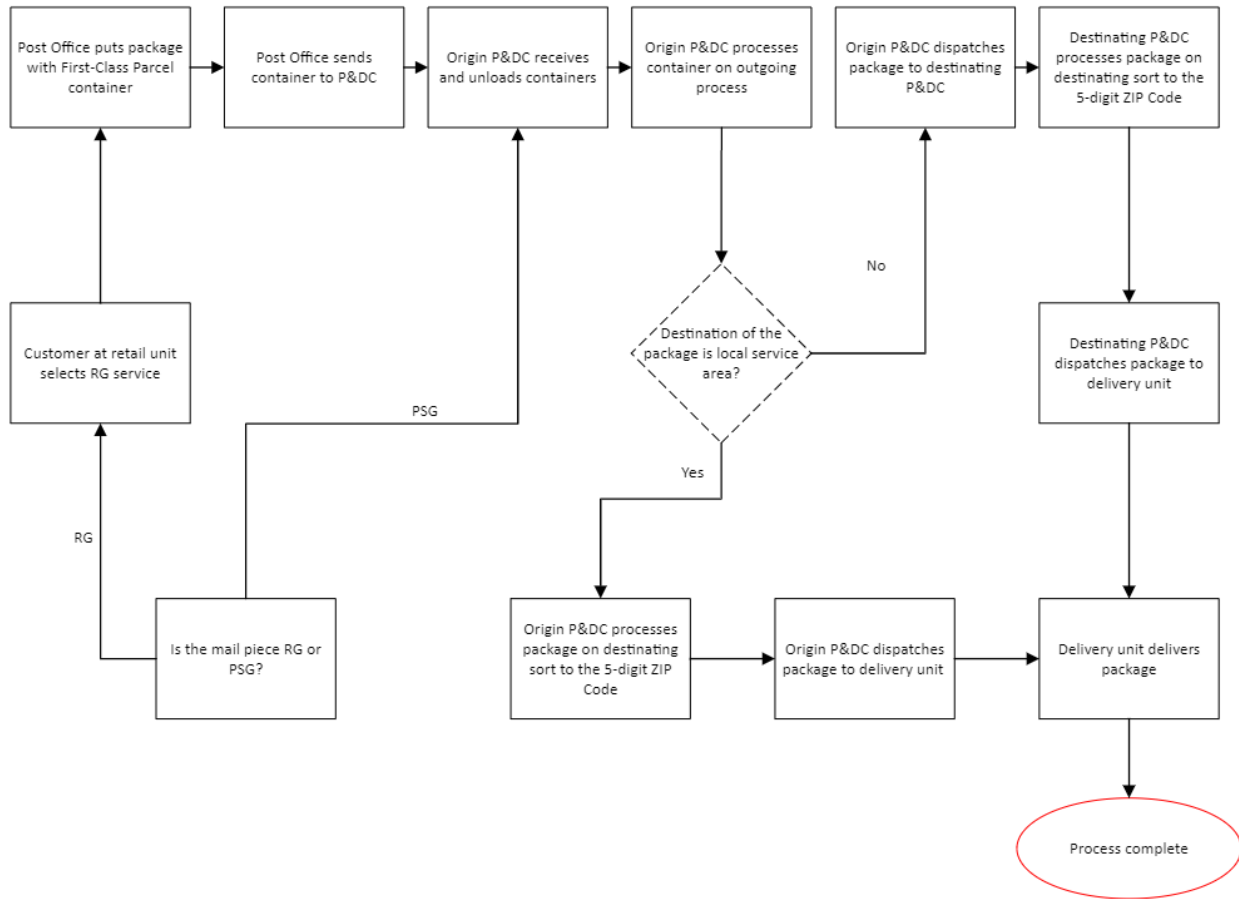 Post Office puts package
with First-Class Parcel
container
Post Office sends
container to P&DC
Origin P&DC receives
and unloads containers
Origin P&DC processes
container on outgoing
process
Origin P&DC dispatches
package to destinating
P&DC
Destinating P&DC
processes package on
destinating sort to the
5-digit ZIP Code
No
Customer at retail unit
selects RG service
Destination of the
package is local service
area?
Destinating P&DC
dispatches package to
delivery unit
PSG
Yes
RG
Is the mail piece RG or
PSG?
Origin P&DC processes
package on destinating
sort to the 5-digit ZIP
Code
Origin P&DC dispatches
package to delivery unit
Delivery unit delivers
package
Process complete